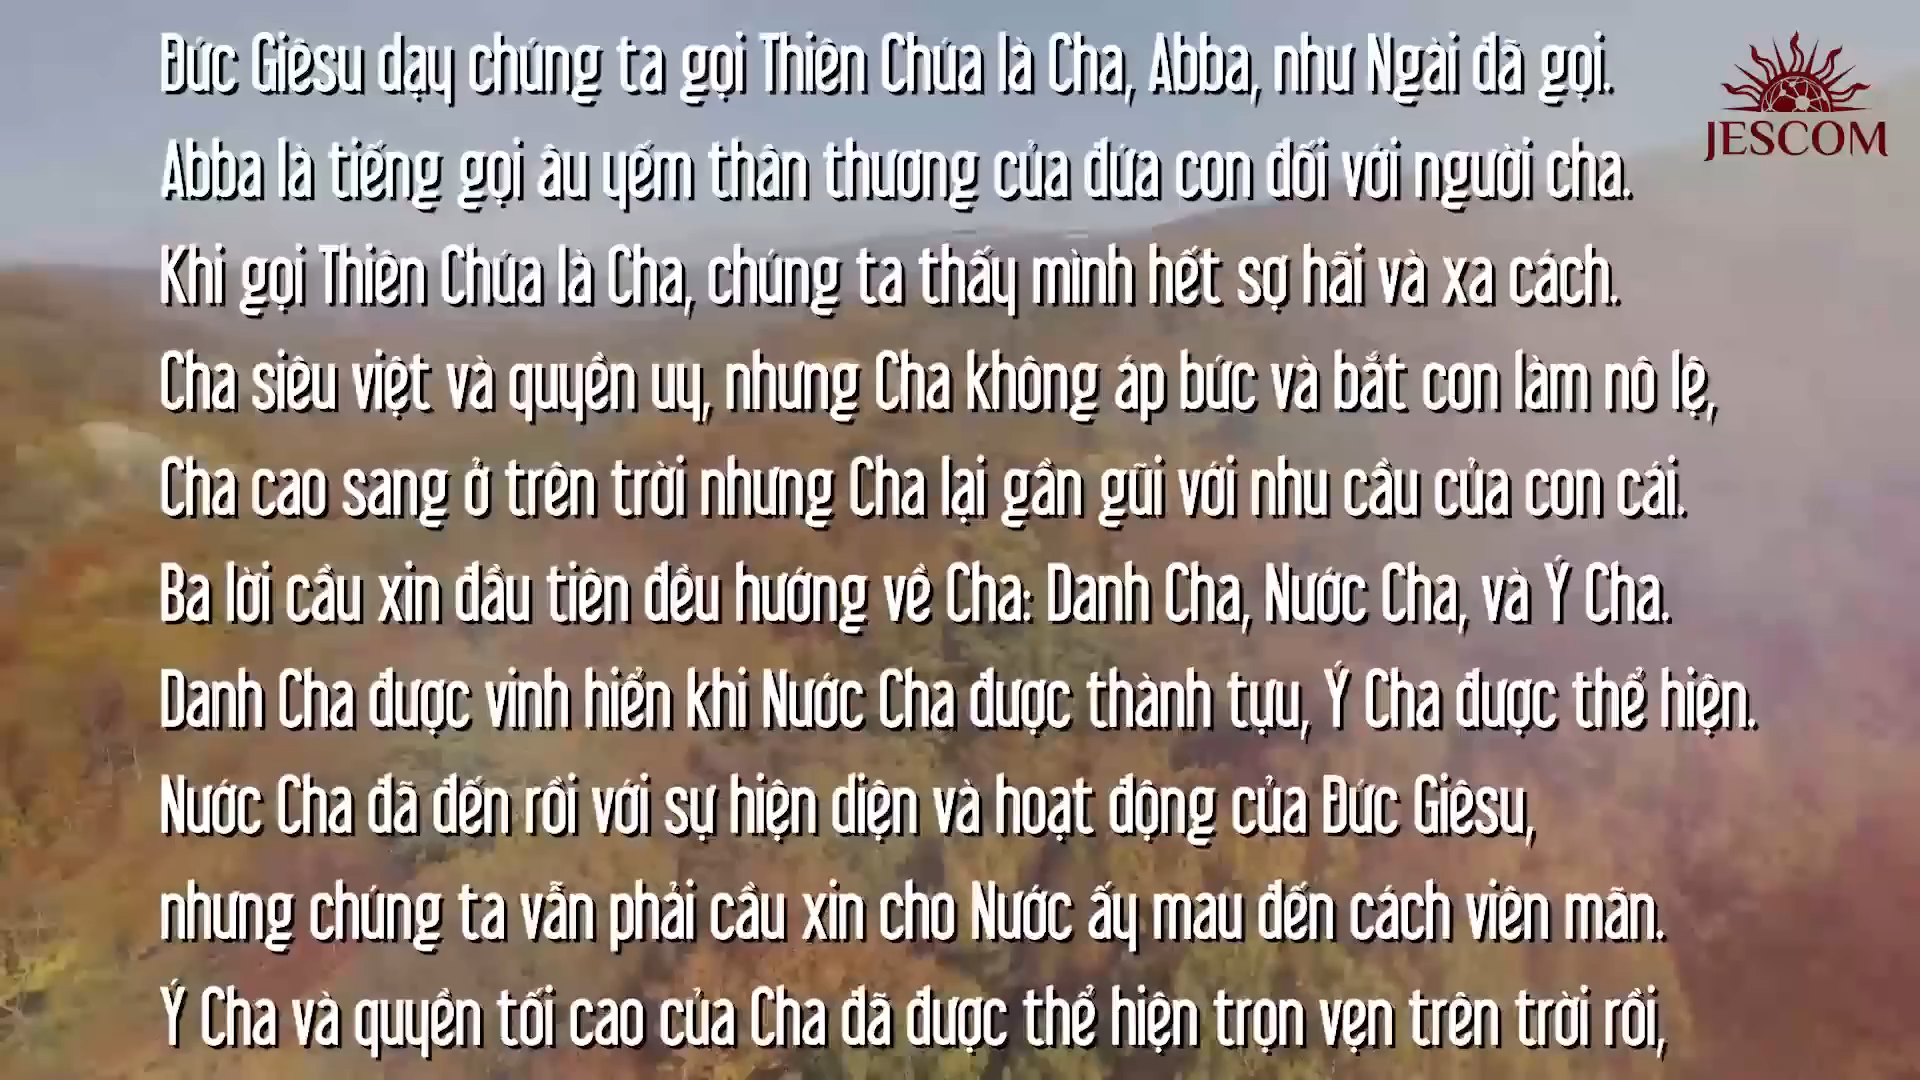 Đức Giêsu dạy chúng ta gọi Thiên Chúa là Cha, Abba, như Ngài đã gọi.
JESCOM
Abba là tiếng gọi âu yếm thân thương của đứa con đối với người cha.
Khi gọi Thiên Chúa là Cha, chúng ta thấy mình hết sợ hãi và xa cách.
Cha siêu việt và quyền uy, nhưng Cha không áp bức và bắt con làm nô lệ,
Cha cao sang ở trên trời nhưng Cha lại gần gũi với nhu cầu của con cái.
Ba lời cầu xin đầu tiên đều hướng về Cha: Danh Cha, Nước Cha, và Ý Cha.
Danh Cha được vinh hiển khi Nước Cha được thành tựu, Ý Cha được thể hiện.
Nước Cha đã đến rồi với sự hiện diện và hoạt động của Đức Giêsu,
nhưng chúng ta vẫn phải cầu xin cho Nước ấy mau đến cách viên mãn.
Ý Cha và quyền tối cao của Cha đã được thể hiện trọn vẹn trên trời rồi,